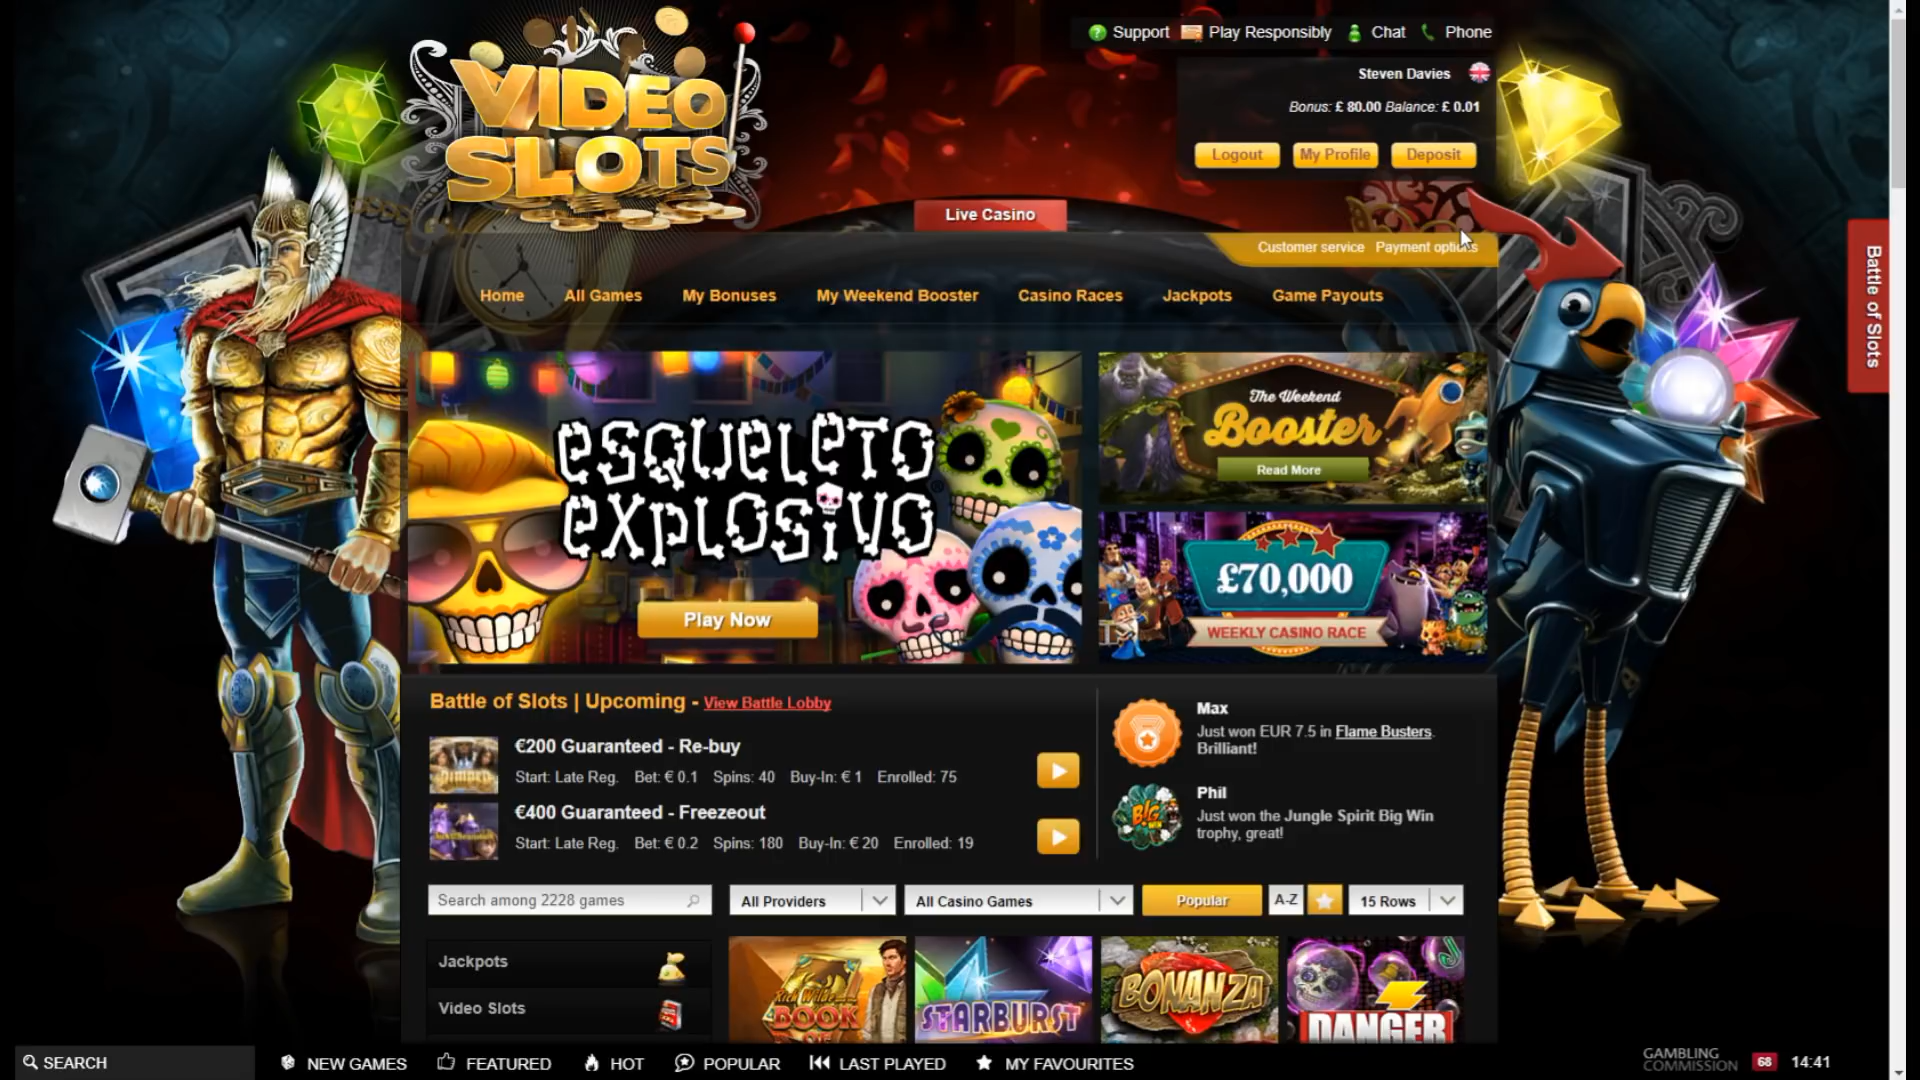 VIDEO
SLOTS
Support Play Responsibly Chat Phone
Steven Davies
Bonus: £ 80.00 Balance: £ 0.01
Logout My Profile Deposit
Live Casino
Customer service Payment options
Home All Games My Bonuses My Weekend Booster Casino Races Jackpots Game Payouts
Battle of Slots
esqueleto
explosivo
Play Now
The Weekend
Booster
Read More
£70,000
WEEKLY CASINO RACE
Battle of Slots | Upcoming - View Battle Lobby
€200 Guaranteed - Re-buy
Start: Late Reg. Bet: € 0.1 Spins: 40 Buy-In: € 1 Enrolled: 75
€400 Guaranteed - Freezeout
Start: Late Reg. Bet: € 0.2 Spins: 180 Buy-In: € 20 Enrolled: 19
Max
Just won EUR 7.5 in Flame Busters.
Brilliant!
BIG
WIN
Phil
Just won the Jungle Spirit Big Win
trophy, great!
Search among 2228 games All Providers All Casino Games Popular A-Z 15 Rows
Jackpots
Video Slots
Rich Wilde
BOOK
STARBURST
BONANZA
DANGER
SEARCH NEW GAMES FEATURED HOT POPULAR LAST PLAYED MY FAVOURITES
GAMBLING
COMMISSION 68 14:41